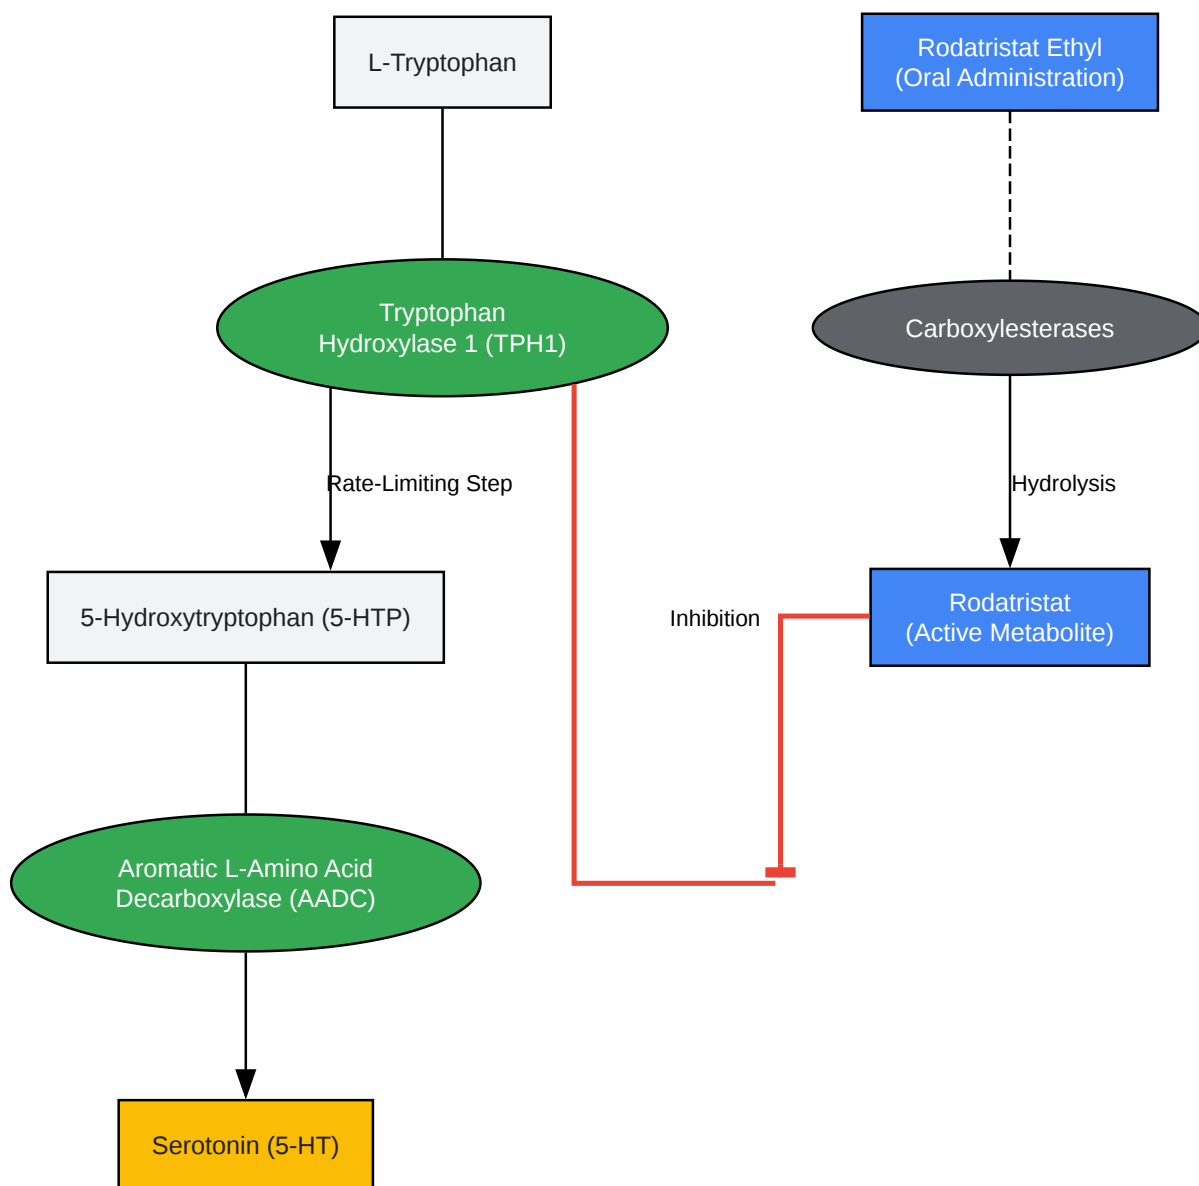 L-Tryptophan
Rodatristat Ethyl
(Oral Administration)
Tryptophan
Hydroxylase 1 (TPH1)
Carboxylesterases
Rate-Limiting Step
Hydrolysis
5-Hydroxytryptophan (5-HTP)
Inhibition
Rodatristat
(Active Metabolite)
Aromatic L-Amino Acid
Decarboxylase (AADC)
Serotonin (5-HT)